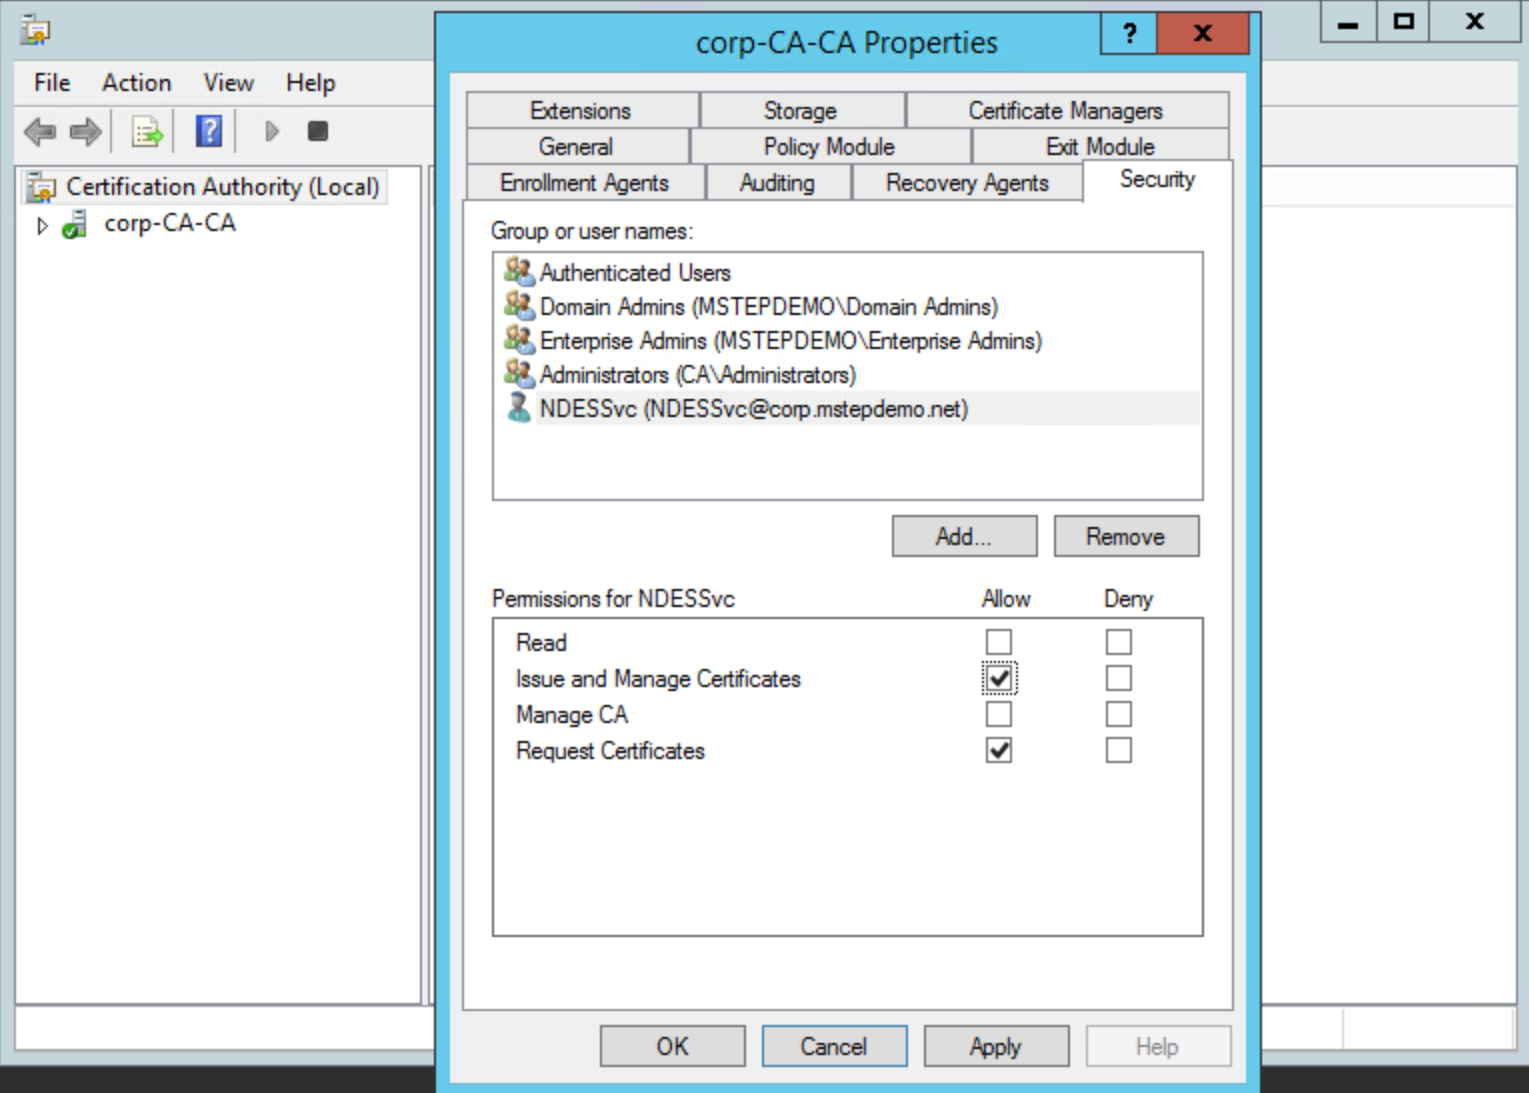 corp-CA-CA Properties
?
File Action View Help
?
Certification Authority (Local)
corp-CA-CA
Extensions Storage Certificate Managers
General Policy Module Exit Module
Enrollment Agents Auditing Recovery Agents Security
Group or user names:
Authenticated Users
Domain Admins (MSTEPDEMO\Domain Admins)
Enterprise Admins (MSTEPDEMO\Enterprise Admins)
Administrators (CA\Administrators)
NDESSvc (NDESSvc@corp.mstepdemo.net)
Add... Remove
Permissions for NDESSvc Allow Deny
Read
Issue and Manage Certificates
Manage CA
Request Certificates
OK Cancel Apply Help